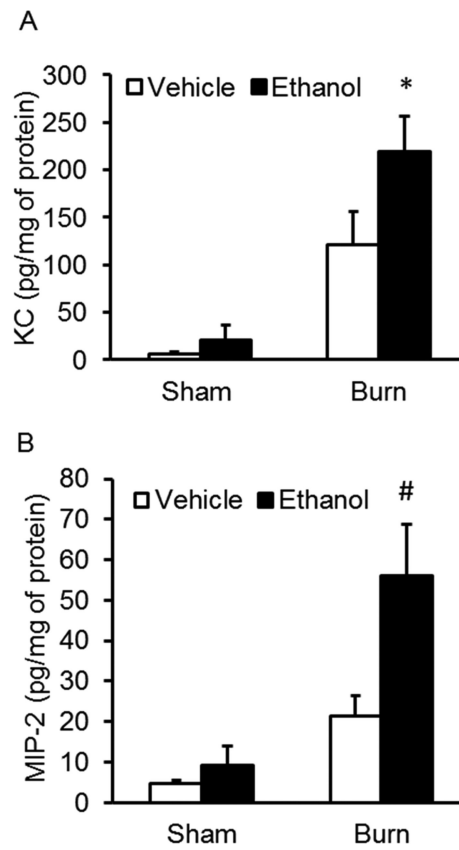 A
KC (pg/mg of protein)
300
250
200
150
100
50
0
Vehicle Ethanol
*
Sham Burn
B
MIP-2 (pg/mg of protein)
80
70
60
50
40
30
20
10
0
Vehicle Ethanol
#
Sham Burn